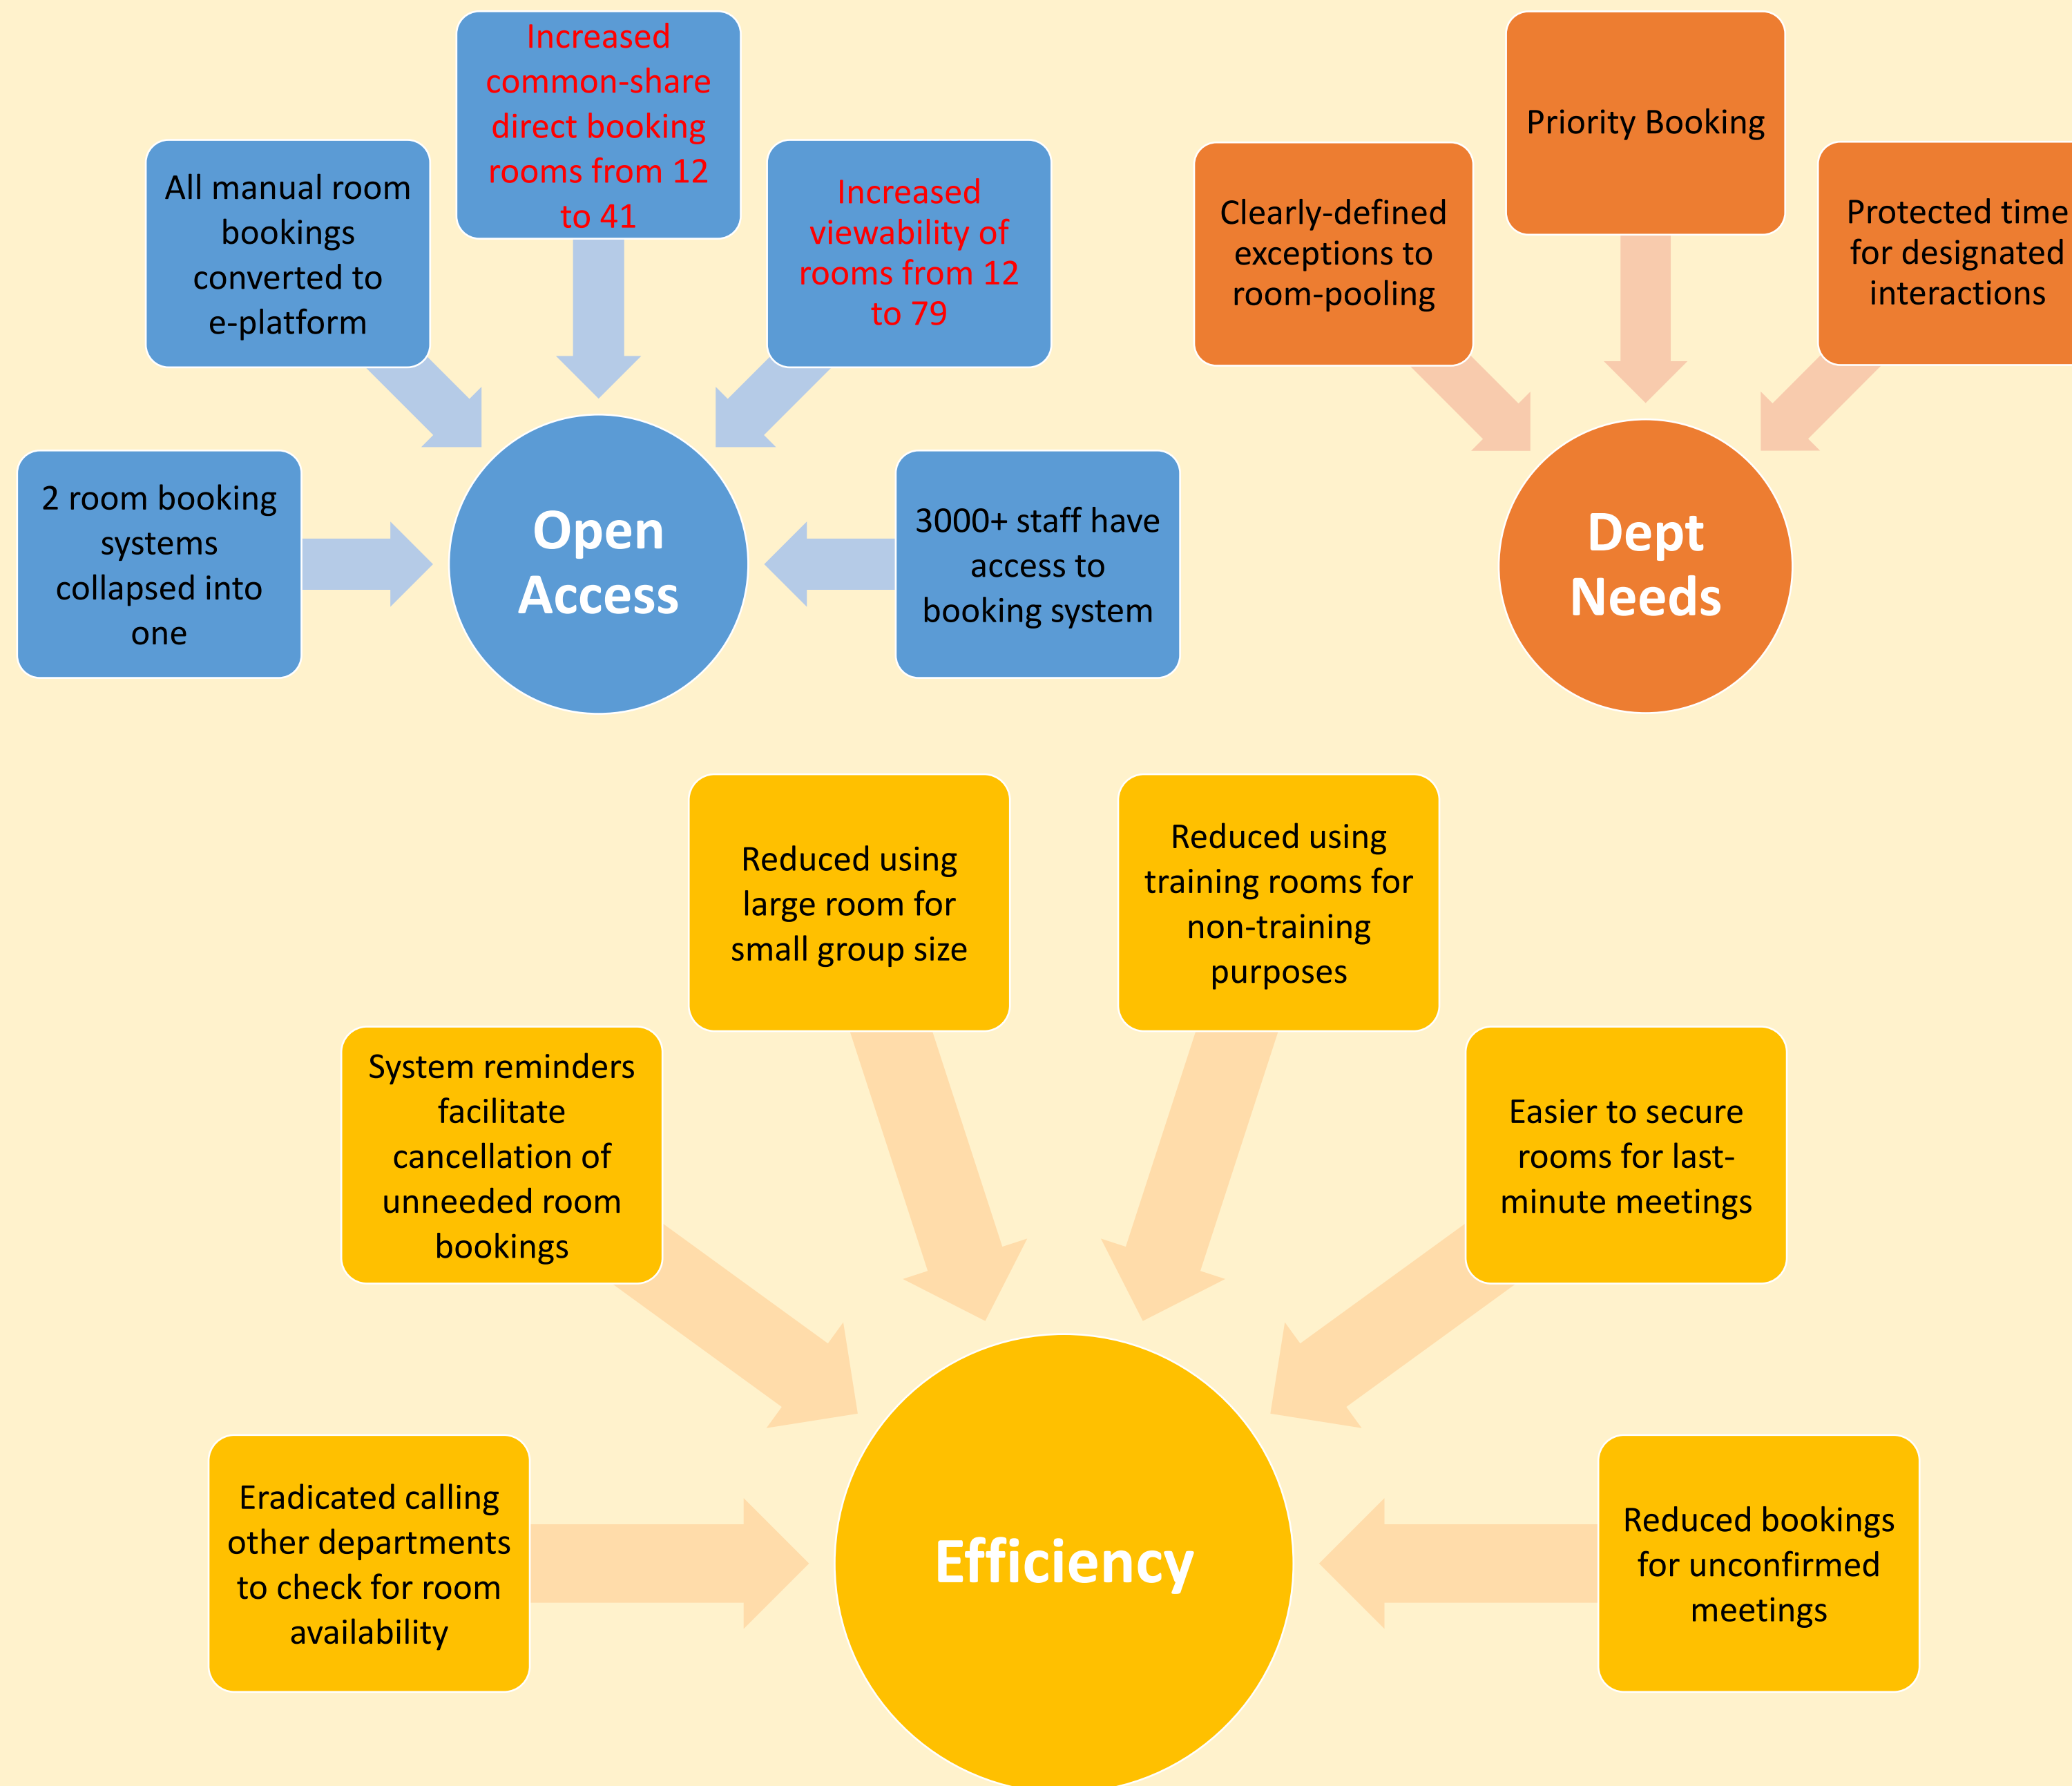 2 room booking
systems
collapsed into
one
All manual room
bookings
converted to
e-platform
Increased
common-share
direct booking
rooms from 12
to 41
Increased
viewability of
rooms from 12
to 79
3000+ staff have
access to
booking system
Open
Access
Clearly-defined
exceptions to
room-pooling
Priority Booking
Protected time
for designated
interactions
Dept
Needs
Eradicated calling
other departments
to check for room
availability
System reminders
facilitate
cancellation of
unneeded room
bookings
Reduced using
large room for
small group size
Reduced using
training rooms for
non-training
purposes
Easier to secure
rooms for last-
minute meetings
Reduced bookings
for unconfirmed
meetings
Efficiency